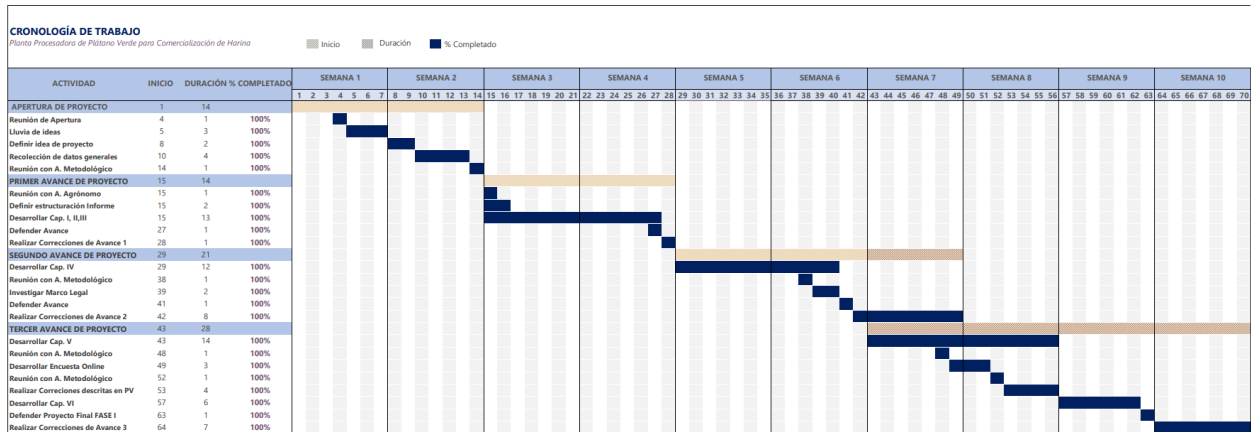 CRONOLOGÍA DE TRABAJO
Planta Procesadora de Plátano Verde para Comercialización de Harina
Inicio Duración % Completado
ACTIVIDAD INICIO DURACIÓN % COMPLETADO SEMANA 1 SEMANA 2 SEMANA 3 SEMANA 4 SEMANA 5 SEMANA 6 SEMANA 7 SEMANA 8 SEMANA 9 SEMANA 10
1 2 3 4 5 6 7 8 9 10 11 12 13 14 15 16 17 18 19 20 21 22 23 24 25 26 27 28 29 30 31 32 33 34 35 36 37 38 39 40 41 42 43 44 45 46 47 48 49 50 51 52 53 54 55 56 57 58 59 60 61 62 63 64 65 66 67 68 69 70
APERTURA DE PROYECTO 1 14
Reunión de Apertura 4 1 100%
Lluvia de ideas 5 3 100%
Definir idea de proyecto 8 2 100%
Recolección de datos generales 10 4 100%
Reunión con A. Metodológico 14 1 100%
PRIMER AVANCE DE PROYECTO 15 14
Reunión con A. Agrónomo 15 1 100%
Definir estructuración Informe 15 2 100%
Desarrollar Cap. I, II,III 15 13 100%
Defender Avance 27 1 100%
Realizar Correcciones de Avance 1 28 1 100%
SEGUNDO AVANCE DE PROYECTO 29 21
Desarrollar Cap. IV 29 12 100%
Reunión con A. Metodológico 38 1 100%
Investigar Marco Legal 39 2 100%
Defender Avance 41 1 100%
Realizar Correcciones de Avance 2 42 8 100%
TERCER AVANCE DE PROYECTO 43 28
Desarrollar Cap. V 43 14 100%
Reunión con A. Metodológico 48 1 100%
Desarrollar Encuesta Online 49 3 100%
Reunión con A. Metodológico 52 1 100%
Realizar Correciones descritas en PV 53 4 100%
Desarrollar Cap. VI 57 6 100%
Defender Proyecto Final FASE I 63 1 100%
Realizar Correcciones de Avance 3 64 7 100%